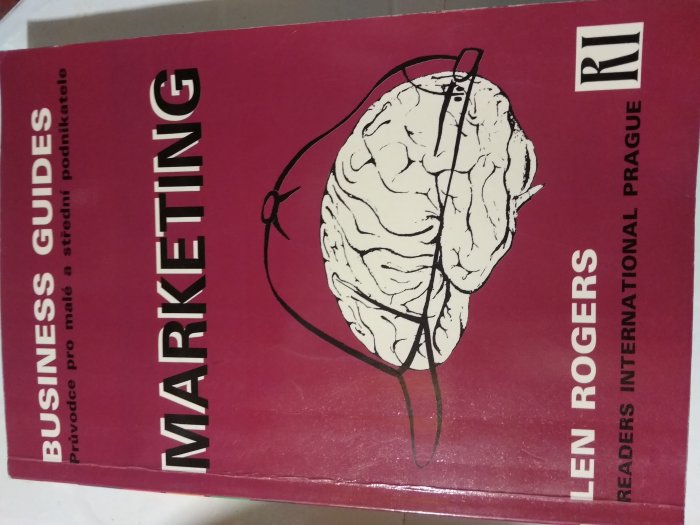 BUSINESS GUIDES
Průvodce pro malé a střední podnikatele
MARKETING
LEN ROGERS
READERS INTERNATIONAL PRAGUE
RI